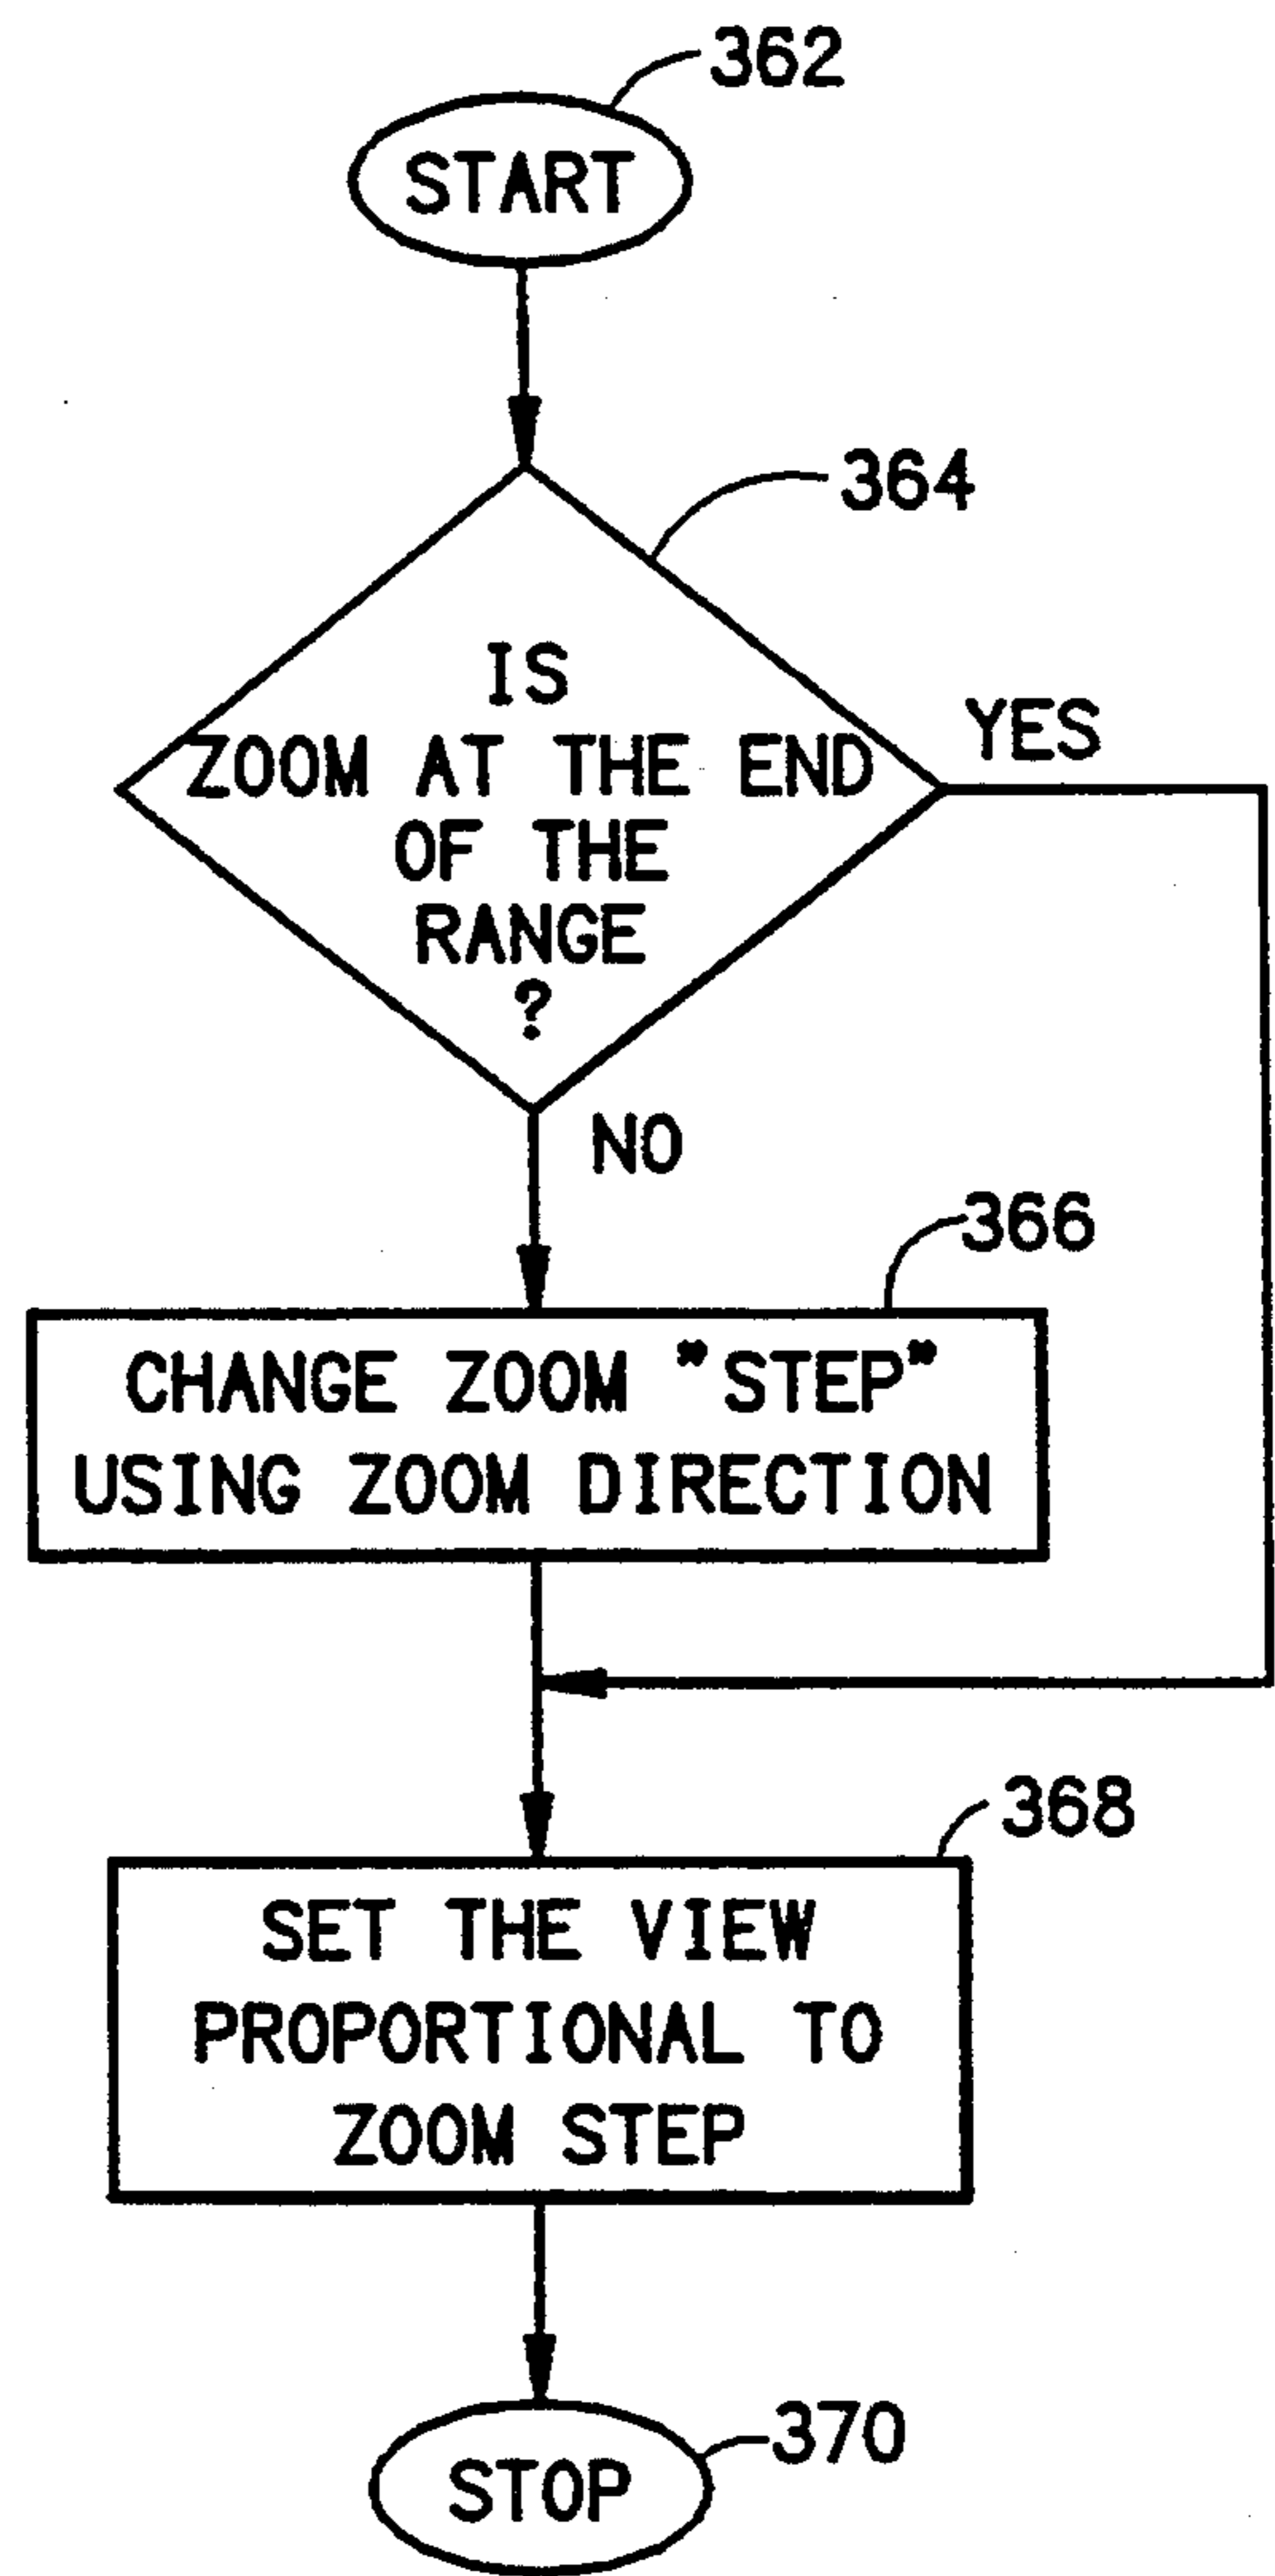 362
START
364
IS
ZOOM AT THE END
OF THE
RANGE
?
YES
NO
366
CHANGE ZOOM "STEP"
USING ZOOM DIRECTION
368
SET THE VIEW
PROPORTIONAL TO
ZOOM STEP
370
STOP